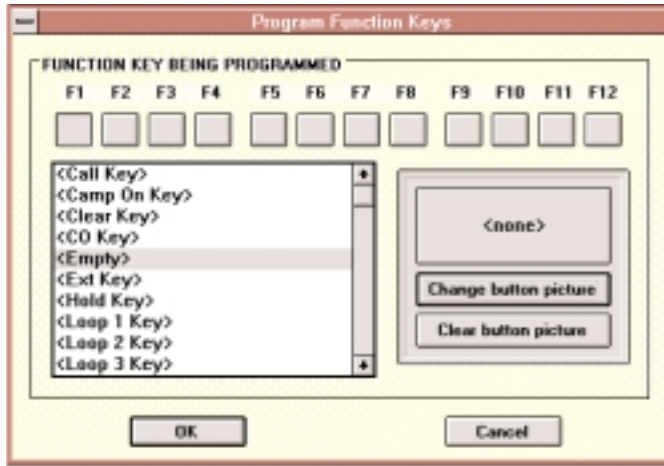 Program Function Keys
FUNCTION KEY BEING PROGRAMMED
F1 F2 F3 F4 F5 F6 F7 F8 F9 F10 F11 F12
<Call Key>
<Camp On Key>
<Clear Key>
<CO Key>
<Empty>
<Ext Key>
<Hold Key>
<Loop 1 Key>
<Loop 2 Key>
<Loop 3 Key>
<none>
Change button picture
Clear button picture
OK
Cancel